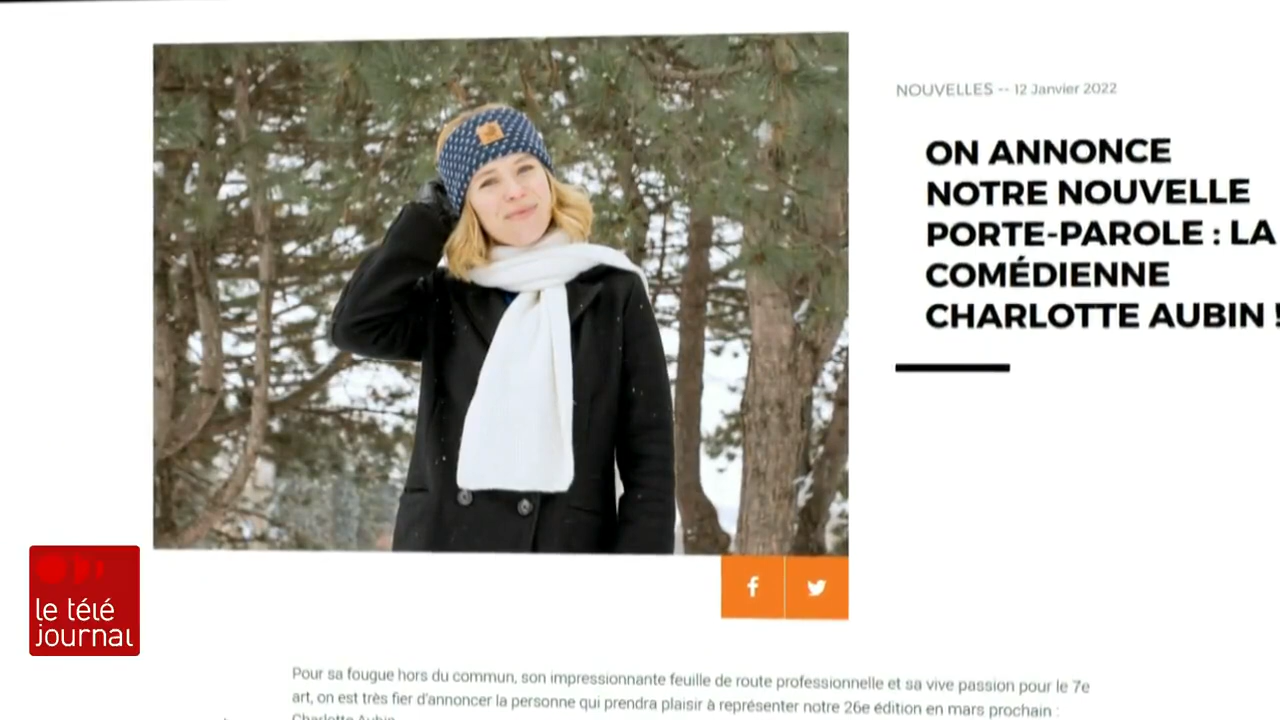 NOUVELLES -- 12 Janvier 2022
ON ANNONCE
NOTRE NOUVELLE
PORTE-PAROLE : LA
COMÉDIENNE
CHARLOTTE AUBIN !
le télé
journal
Pour sa fougue hors du commun, son impressionnante feuille de route professionnelle et sa vive passion pour le 7e
art, on est très fier d'annoncer la personne qui prendra plaisir à représenter notre 26e édition en mars prochain :
Charlotte Aubin